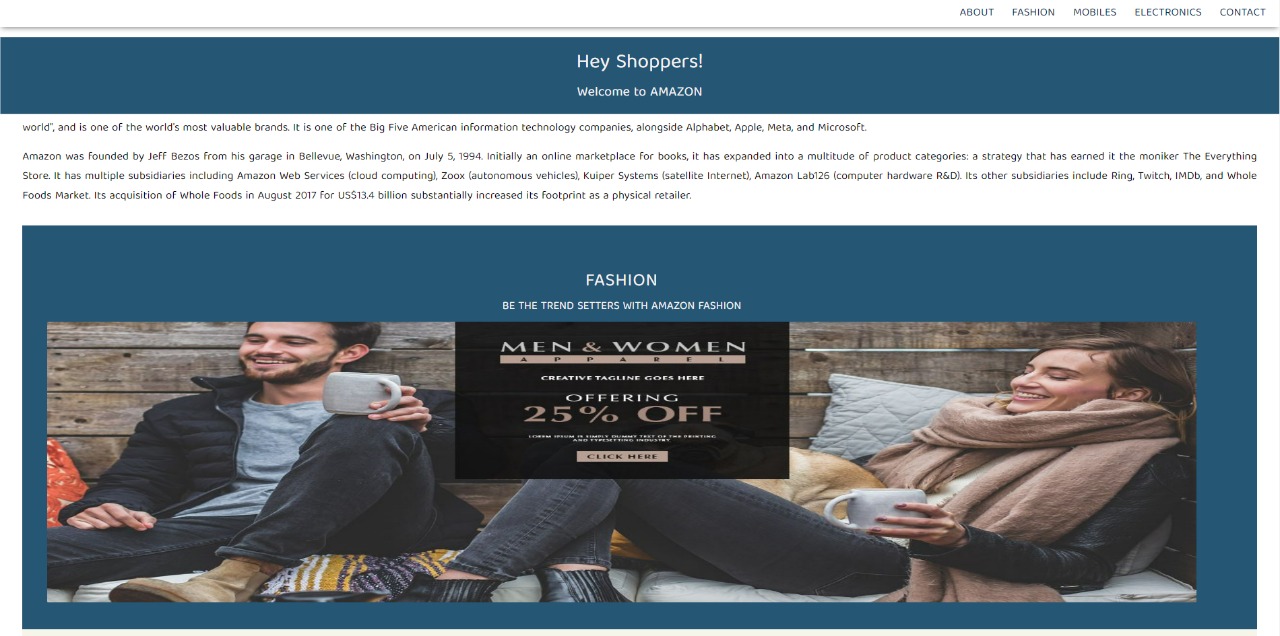 ABOUT FASHION MOBILES ELECTRONICS CONTACT
Hey Shoppers!
Welcome to AMAZON
world", and is one of the world's most valuable brands. It is one of the Big Five American information technology companies, alongside Alphabet, Apple, Meta, and Microsoft.
Amazon was founded by Jeff Bezos from his garage in Bellevue, Washington, on July 5, 1994. Initially an online marketplace for books, it has expanded into a multitude of product categories: a strategy that has earned it the moniker The Everything
Store. It has multiple subsidiaries including Amazon Web Services (cloud computing), Zoox (autonomous vehicles), Kuiper Systems (satellite Internet), Amazon Lab126 (computer hardware R&D). Its other subsidiaries include Ring, Twitch, IMDb, and Whole
Foods Market. Its acquisition of Whole Foods in August 2017 for US$13.4 billion substantially increased its footprint as a physical retailer.
FASHION
BE THE TREND SETTERS WITH AMAZON FASHION
MEN & WOMEN
APPAREL
CREATIVE TAGLINE GOES HERE
OFFERING
25% OFF
LOREM IPSUM IS SIMPLY DUMMY TEXT OF THE PRINTING
AND TYPESETTING INDUSTRY.
CLICK HERE